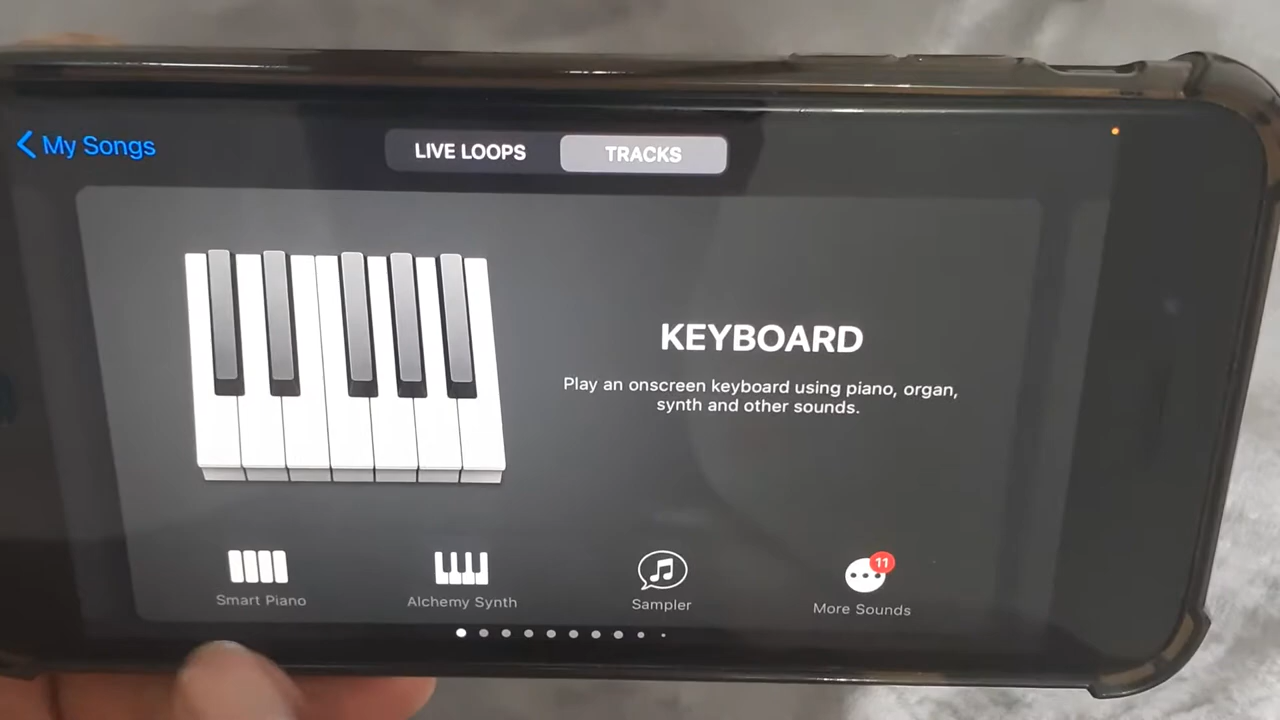 My Songs
LIVE LOOPS
TRACKS
KEYBOARD
Play an onscreen keyboard using piano, organ,
synth and other sounds.
Smart Piano
Alchemy Synth
Sampler
11
More Sounds